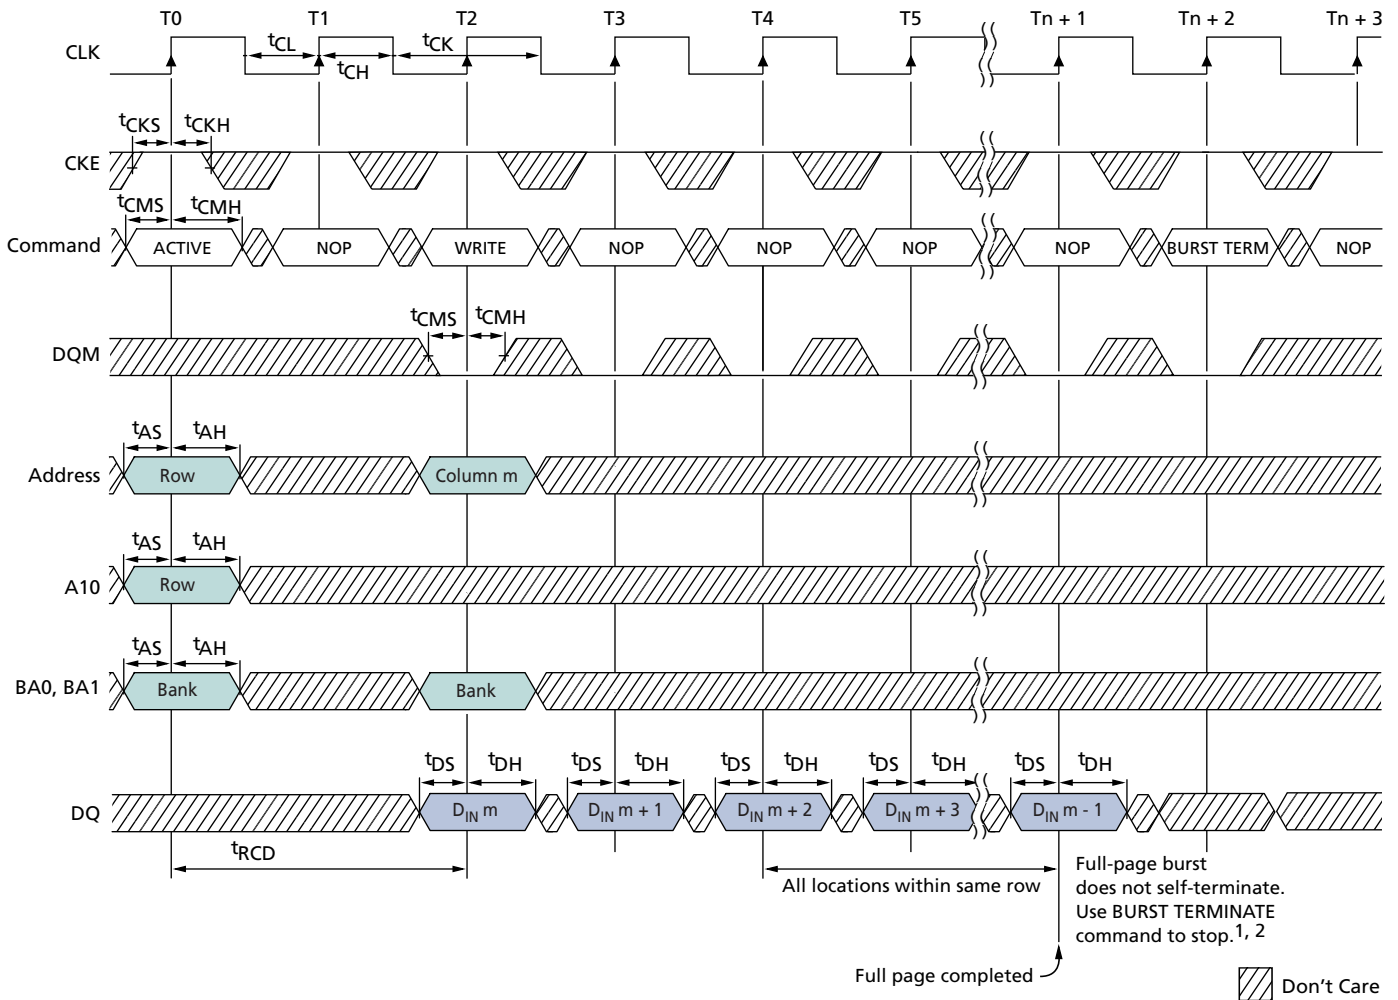 T0 T1 T2 T3 T4 T5 Tn + 1 Tn + 2 Tn + 3
CLK
tCL tCK
tCH
tCKS tCKH
CKE
tCMS tCMH
Command ACTIVE NOP WRITE NOP NOP NOP NOP BURST TERM NOP
tCMS tCMH
DQM
tAS tAH
Address Row Column m
tAS tAH
A10 Row
tAS tAH
BA0, BA1 Bank Bank
tDS tDH tDS tDH tDS tDH tDS tDH tDS tDH
DQ DIN m DIN m + 1 DIN m + 2 DIN m + 3 DIN m - 1
tRCD
All locations within same row
Full-page burst
does not self-terminate.
Use BURST TERMINATE
command to stop.1, 2
Full page completed
Don't Care